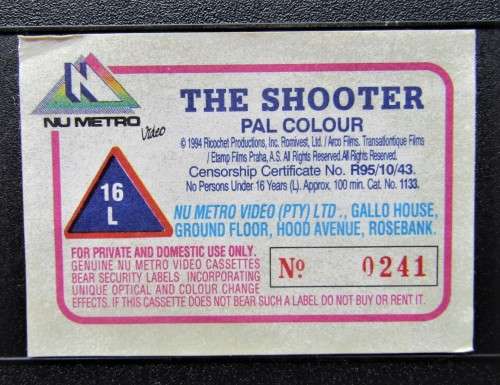 NU METRO
Video
THE SHOOTER
PAL COLOUR
© 1994 Ricochet Productions, Inc. Romivest, Ltd. / Arco Films. Transatlontique Films
/ Etamp Films Praha, A.S. All Rights Reserved. All Rights Reserved.
Censorship Certificate No. R95/10/43.
No Persons Under 16 Years (L). Approx. 100 min. Cat. No. 1133.
16
L
NU METRO VIDEO (PTY) LTD ., GALLO HOUSE,
GROUND FLOOR, HOOD AVENUE, ROSEBANK.
FOR PRIVATE AND DOMESTIC USE ONLY.
GENUINE NU METRO VIDEO CASSETTES
BEAR SECURITY LABELS INCORPORATING
UNIQUE OPTICAL AND COLOUR CHANGE
EFFECTS. IF THIS CASSETTE DOES NOT BEAR SUCH A LABEL DO NOT BUY OR RENT IT.
Nº 0241